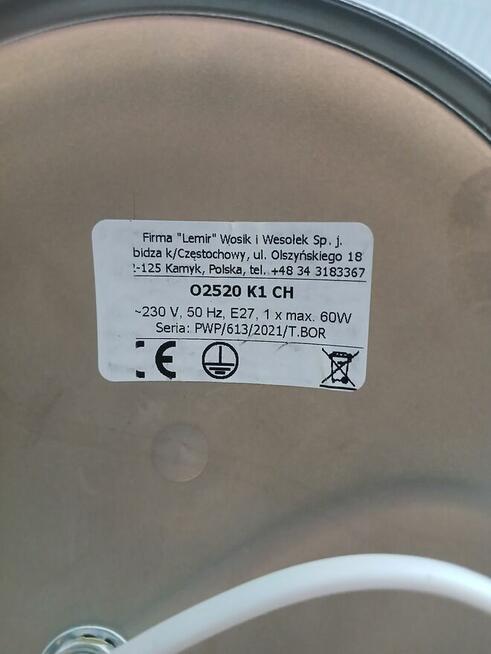 Firma "Lemir" Wosik i Wesołek Sp. j.
bidza k/Częstochowy, ul. Olszyńskiego 18
2-125 Kamyk, Polska, tel. +48 34 3183367
O2520 K1 CH
~230 V, 50 Hz, E27, 1 x max. 60W
Seria: PWP/613/2021/T.BOR
CE